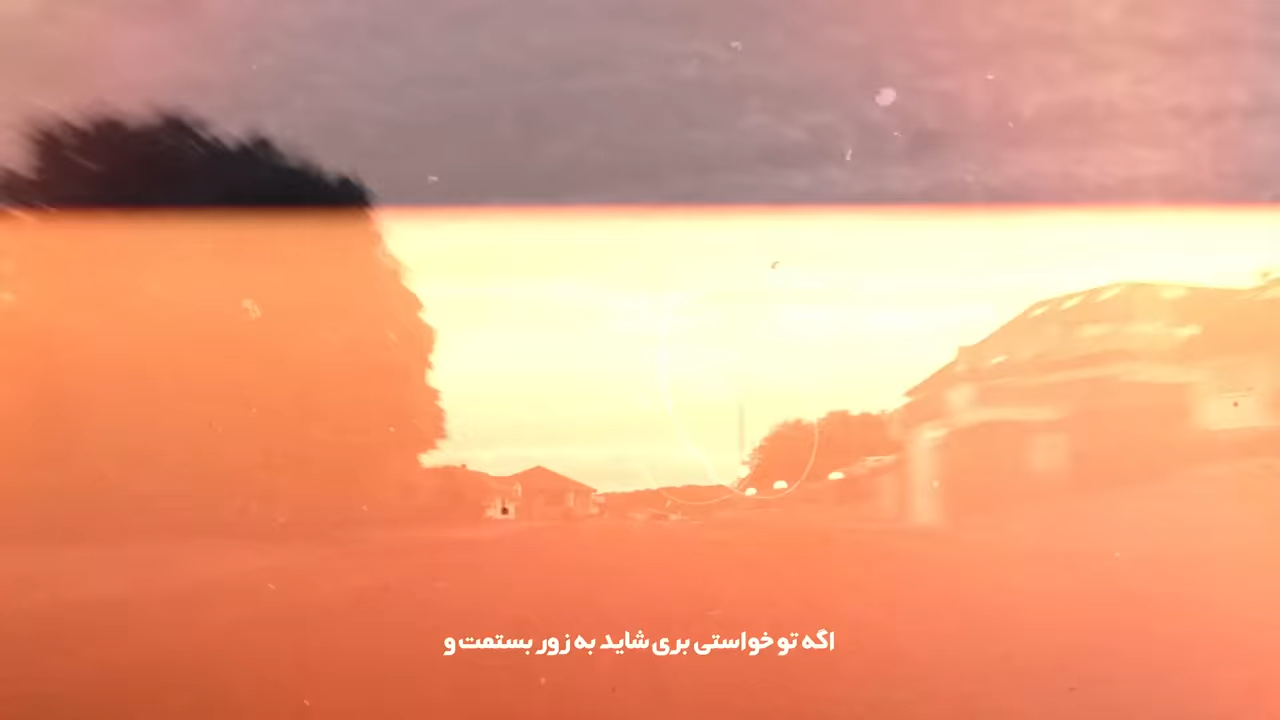 اگه تو خواستی بری شاید به زور بستمت و